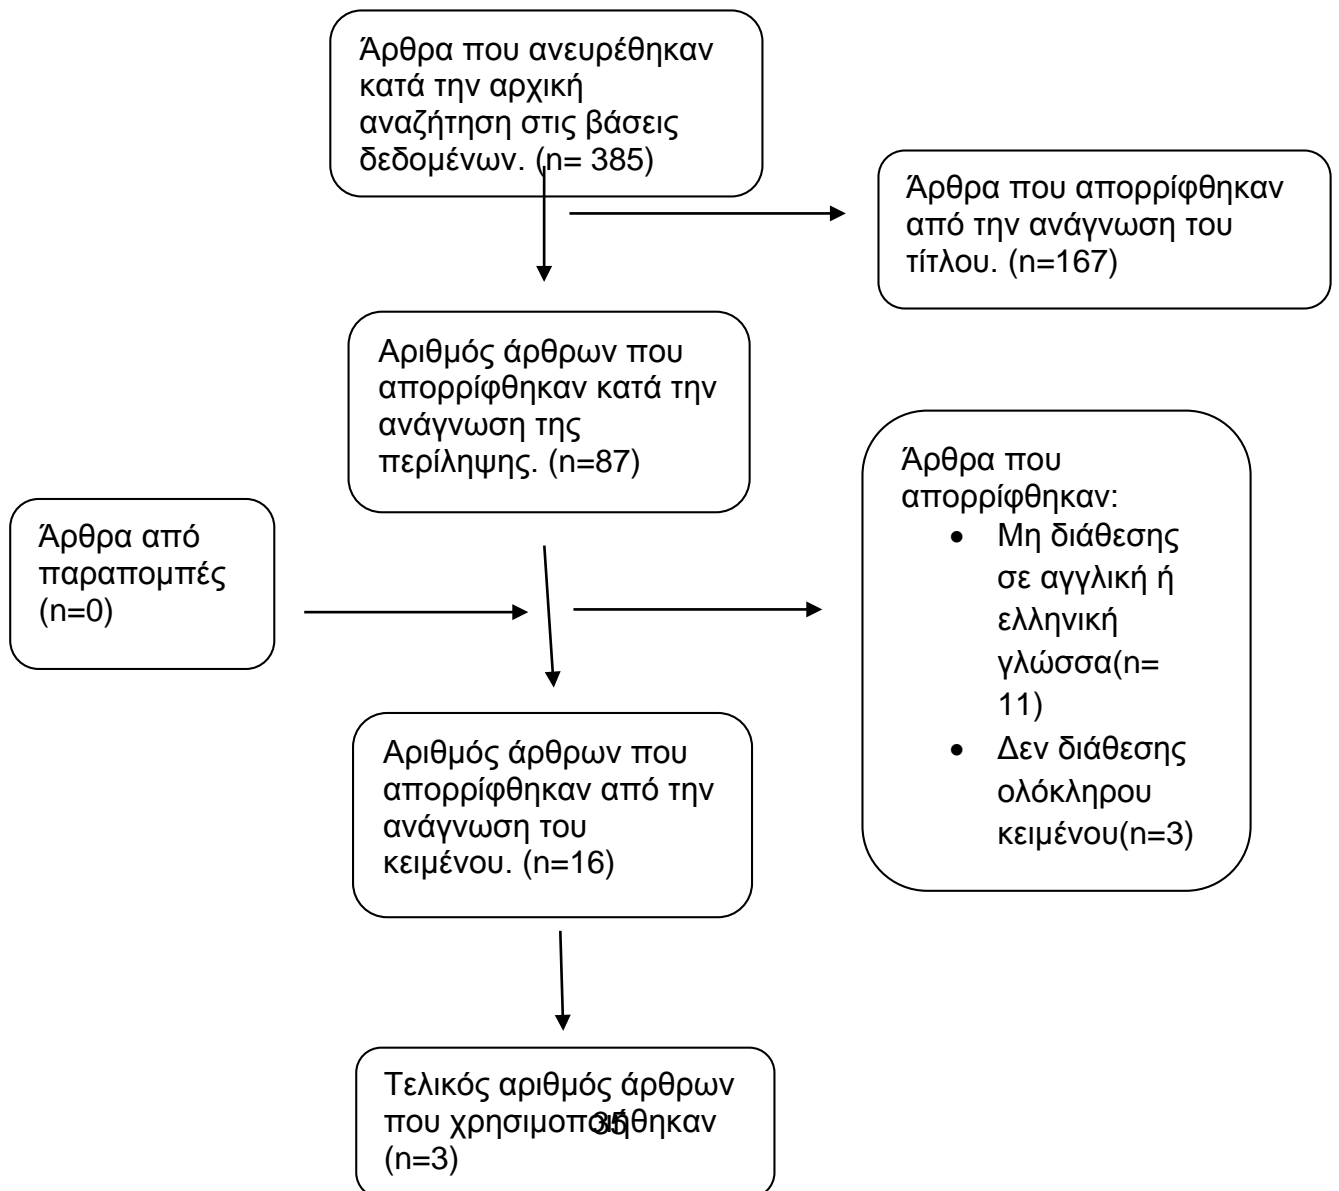 Άρθρα που ανευρέθηκαν
κατά την αρχική
αναζήτηση στις βάσεις
δεδομένων. (n= 385)
Άρθρα που απορρίφθηκαν
από την ανάγνωση του
τίτλου. (n=167)
Αριθμός άρθρων που
απορρίφθηκαν κατά την
ανάγνωση της
περίληψης. (n=87)
Άρθρα από
παραπομπές
(n=0)
Άρθρα που
απορρίφθηκαν:
• Μη διάθεσης
σε αγγλική ή
ελληνική
γλώσσα(n=
11)
• Δεν διάθεσης
ολόκληρου
κειμένου(n=3)
Αριθμός άρθρων που
απορρίφθηκαν από την
ανάγνωση του
κειμένου. (n=16)
Τελικός αριθμός άρθρων
που χρησιμοποιήθηκαν
(n=3)
35